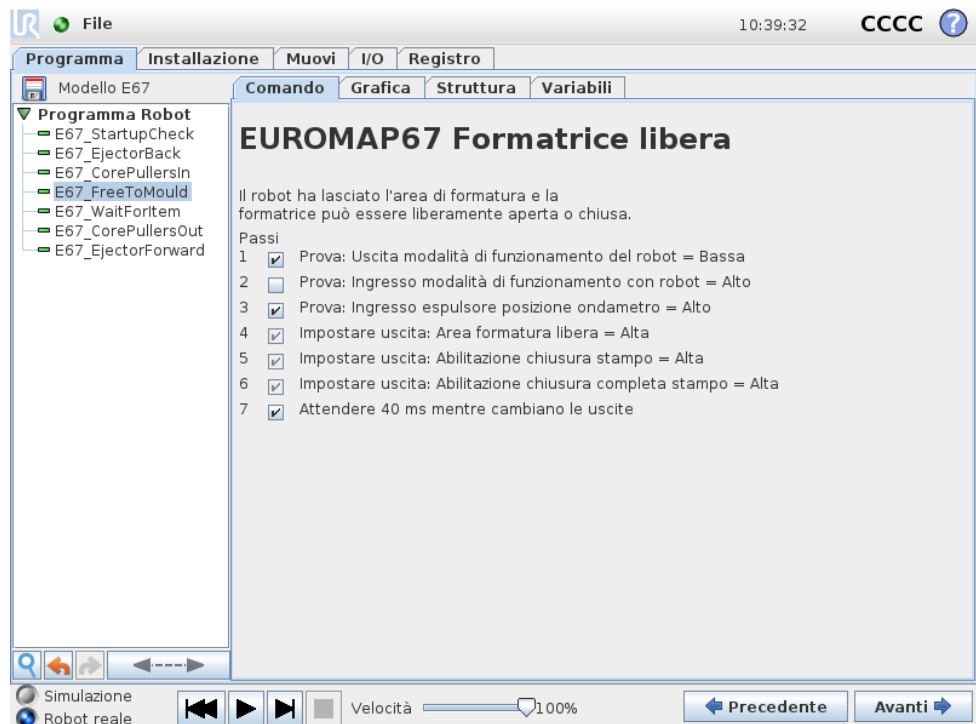 UR File 10:39:32 CCCC ?
Programma Installazione Muovi I/O Registro
Modello E67 Comando Grafica Struttura Variabili
Programma Robot
E67_StartupCheck
E67_EjectorBack
E67_CorePullersIn
E67_FreeToMould
E67_WaitForItem
E67_CorePullersOut
E67_EjectorForward
EUROMAP67 Formatrice libera
Il robot ha lasciato l'area di formatura e la
formatrice può essere liberamente aperta o chiusa.
Passi
1 Prova: Uscita modalità di funzionamento del robot = Bassa
2 Prova: Ingresso modalità di funzionamento con robot = Alto
3 Prova: Ingresso espulsore posizione ondametro = Alto
4 Impostare uscita: Area formatura libera = Alta
5 Impostare uscita: Abilitazione chiusura stampo = Alta
6 Impostare uscita: Abilitazione chiusura completa stampo = Alta
7 Attendere 40 ms mentre cambiano le uscite
Simulazione
Robot reale
Velocità 100% Precedente Avanti